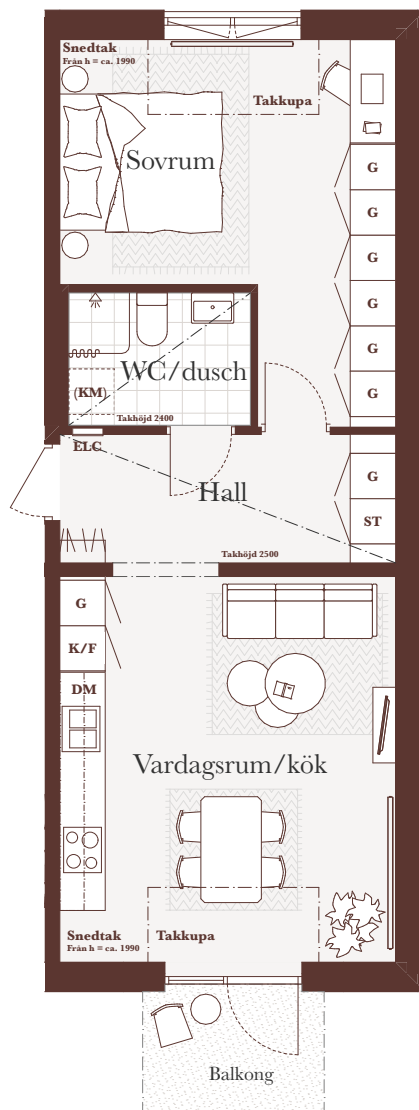 Snedtak
Från h = ca. 1990
Takkupa
Sovrum
G
G
G
G
G
G
WC/dusch
(KM)
Takhöjd 2400
ELC
Hall
G
ST
Takhöjd 2500
G
K/F
DM
Vardagsrum/kök
Snedtak
Från h = ca. 1990
Takkupa
Balkong